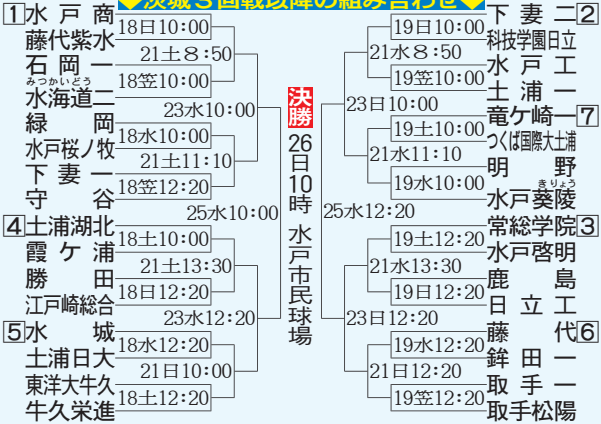 ◆茨城3回戦以降の組み合わせ◆
1 水戸商
藤代紫水
石岡一
みつかいどう
水海道二
緑岡
水戸桜ノ牧
下妻一
守谷
4 土浦湖北
霞ケ浦
勝田
江戸崎総合
5 水城
土浦日大
東洋大牛久
牛久栄進
18日10:00
21土8:50
18笠10:00
23水10:00
18水10:00
21土11:10
18笠12:20
25水10:00
18土10:00
21土13:30
18日12:20
23水12:20
18水12:20
21日10:00
18土12:20
決勝
26日10時 水戸市民球場
19日10:00
21水8:50
19笠10:00
23日10:00
19土10:00
21水11:10
19水10:00
25水12:20
19土12:20
21水13:30
19日12:20
23日12:20
19水12:20
21日12:20
19笠12:20
下妻二 2
科技学園日立
水戸工
土浦一
竜ケ崎一 7
つくば国際大土浦
明野
きりょう
水戸葵陵
常総学院 3
水戸啓明
鹿島
日立工
藤代 6
鉾田一
取手一
取手松陽